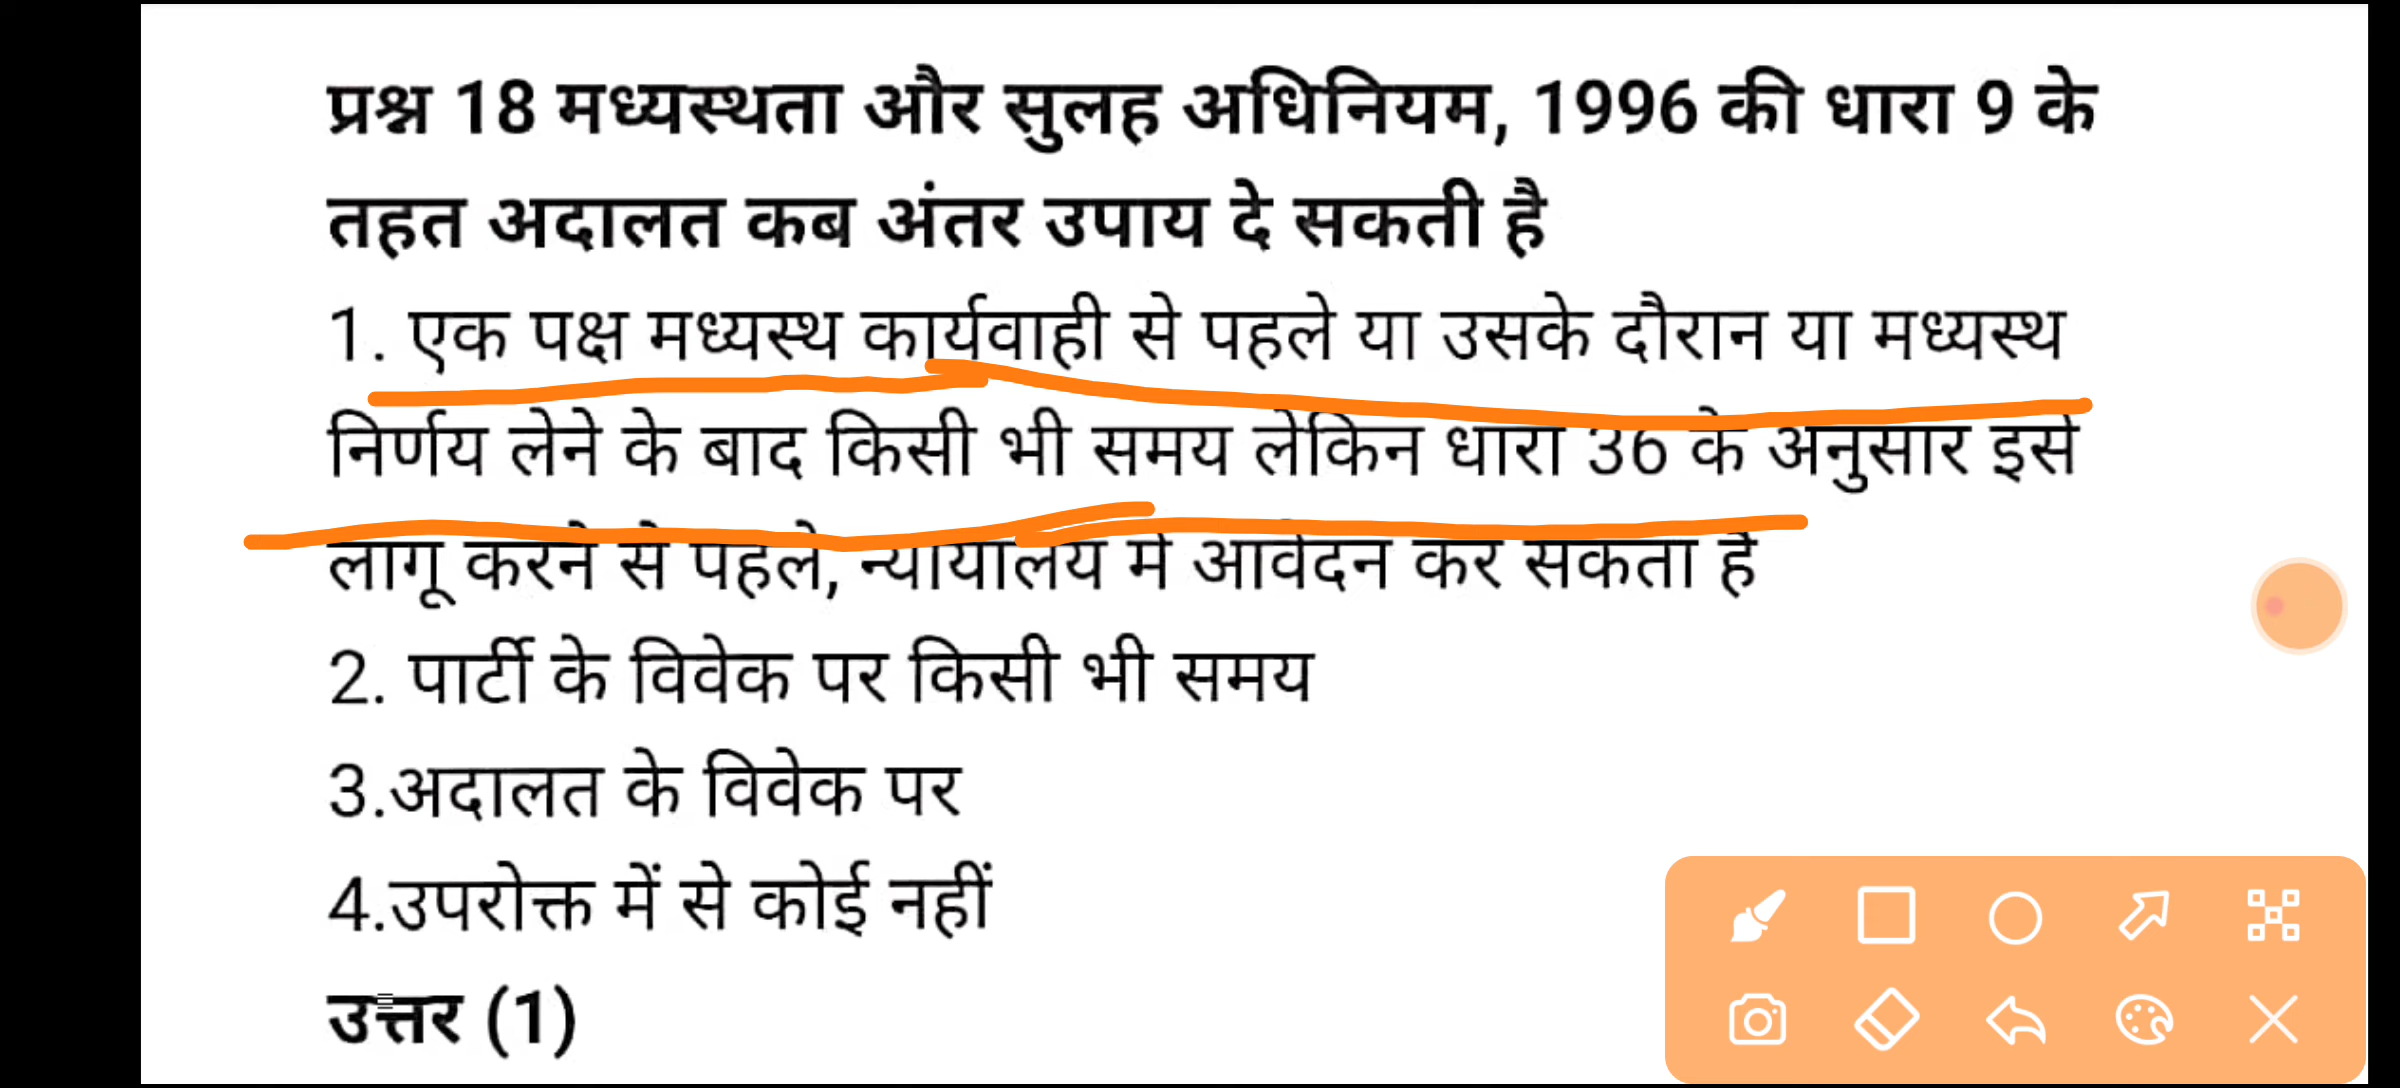 प्रश्न 18 मध्यस्थता और सुलह अधिनियम, 1996 की धारा 9 के
तहत अदालत कब अंतर उपाय दे सकती है
1. एक पक्ष मध्यस्थ कार्यवाही से पहले या उसके दौरान या मध्यस्थ
निर्णय लेने के बाद किसी भी समय लेकिन धारा 36 के अनुसार इसे
लागू करने से पहले, न्यायालय में आवेदन कर सकता है
2. पार्टी के विवेक पर किसी भी समय
3.अदालत के विवेक पर
4.उपरोक्त में से कोई नहीं
उत्तर (1)